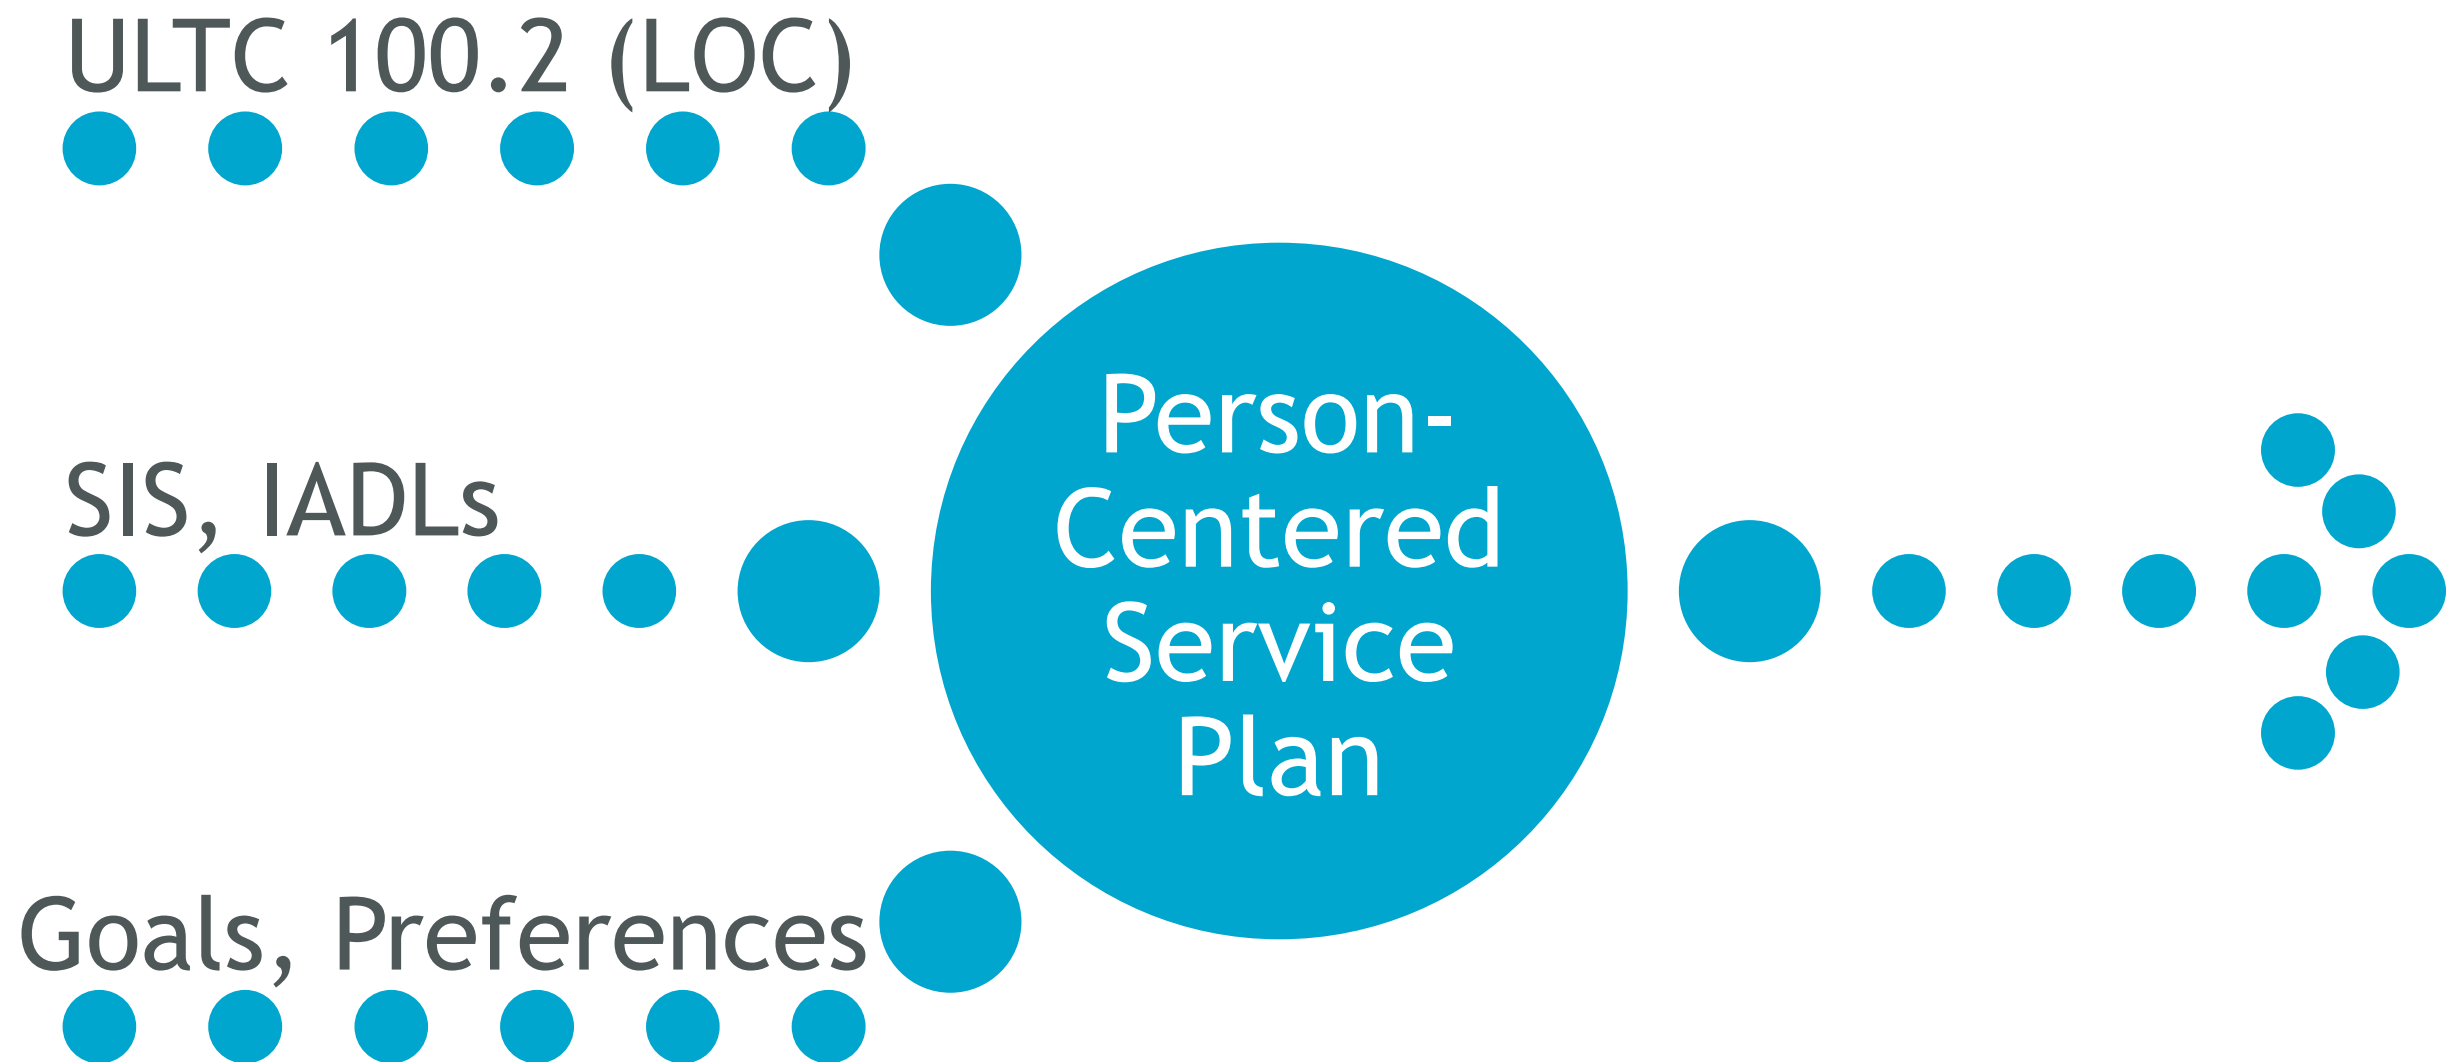 ULTC 100.2 (LOC)
SIS, IADLs
Goals, Preferences
Person-
Centered
Service
Plan